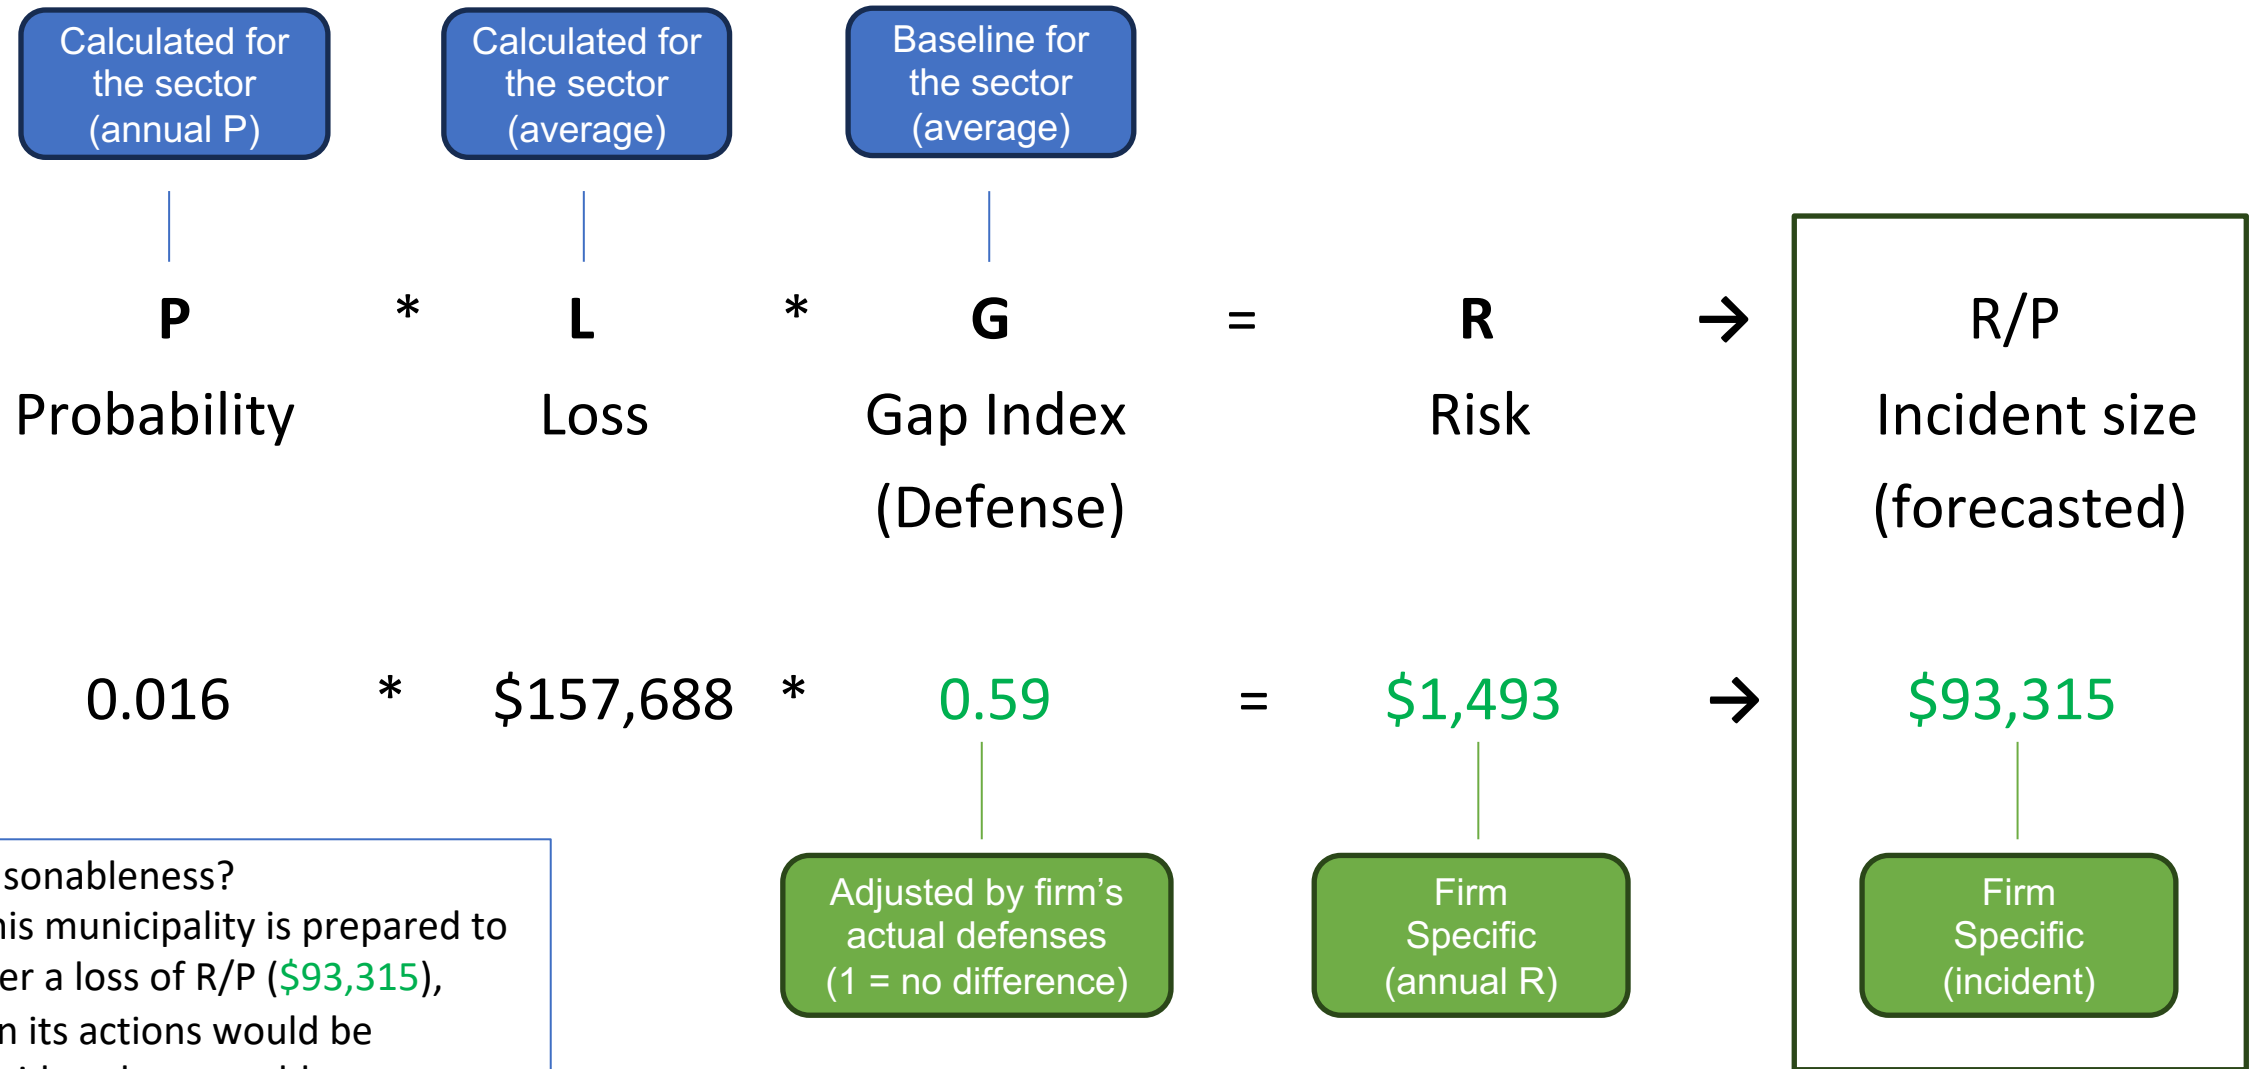 Calculated for
the sector
(annual P)
Calculated for
the sector
(average)
Baseline for
the sector
(average)
P * L * G = R → R/P
Probability Loss Gap Index Risk Incident size
(Defense) (forecasted)
0.016 * $157,688 * 0.59 = $1,493 → $93,315
sonableness?
his municipality is prepared to
er a loss of R/P ($93,315),
n its actions would be
Adjusted by firm’s
actual defenses
(1 = no difference)
Firm
Specific
(annual R)
Firm
Specific
(incident)